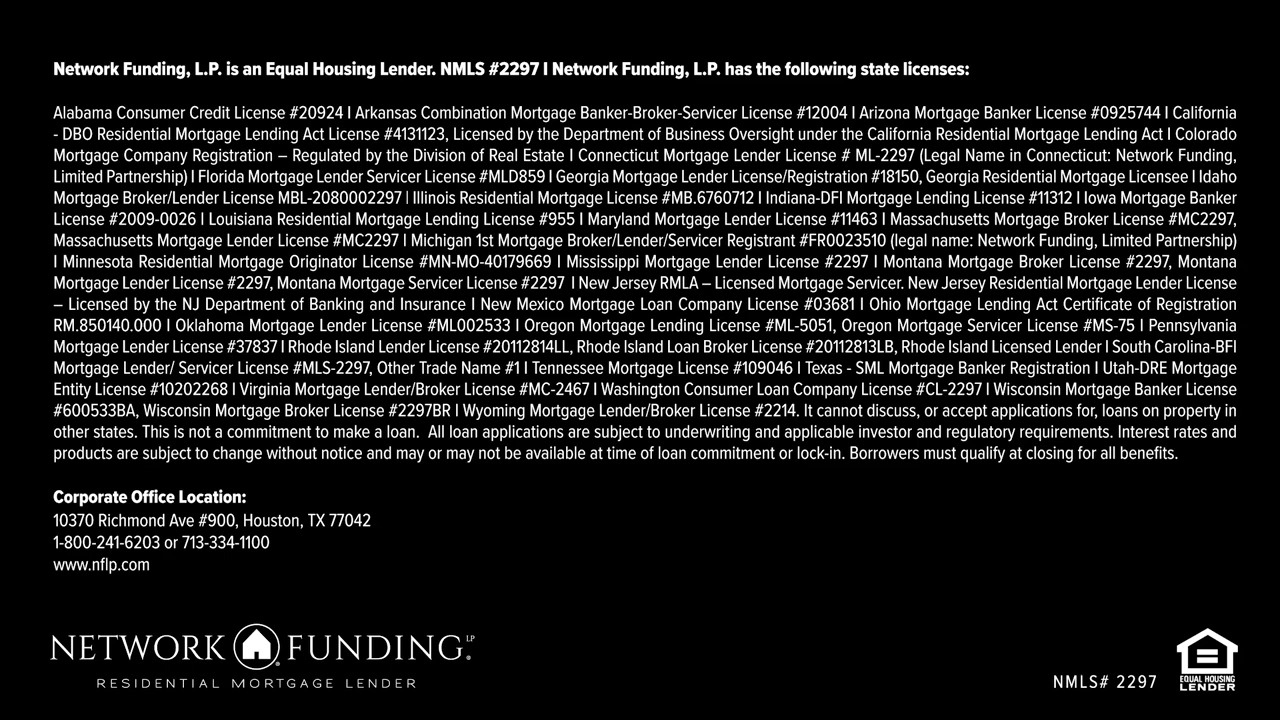 Network Funding, L.P. is an Equal Housing Lender. NMLS #2297 I Network Funding, L.P. has the following state licenses:
Alabama Consumer Credit License #20924 I Arkansas Combination Mortgage Banker-Broker-Servicer License #12004 I Arizona Mortgage Banker License #0925744 I California
- DBO Residential Mortgage Lending Act License #4131123, Licensed by the Department of Business Oversight under the California Residential Mortgage Lending Act I Colorado
Mortgage Company Registration – Regulated by the Division of Real Estate I Connecticut Mortgage Lender License # ML-2297 (Legal Name in Connecticut: Network Funding,
Limited Partnership) I Florida Mortgage Lender Servicer License #MLD859 I Georgia Mortgage Lender License/Registration #18150, Georgia Residential Mortgage Licensee I Idaho
Mortgage Broker/Lender License MBL-2080002297 | Illinois Residential Mortgage License #MB.6760712 I Indiana-DFI Mortgage Lending License #11312 I Iowa Mortgage Banker
License #2009-0026 I Louisiana Residential Mortgage Lending License #955 I Maryland Mortgage Lender License #11463 I Massachusetts Mortgage Broker License #MC2297,
Massachusetts Mortgage Lender License #MC2297 I Michigan 1st Mortgage Broker/Lender/Servicer Registrant #FR0023510 (legal name: Network Funding, Limited Partnership)
I Minnesota Residential Mortgage Originator License #MN-MO-40179669 I Mississippi Mortgage Lender License #2297 I Montana Mortgage Broker License #2297, Montana
Mortgage Lender License #2297, Montana Mortgage Servicer License #2297 I New Jersey RMLA – Licensed Mortgage Servicer. New Jersey Residential Mortgage Lender License
– Licensed by the NJ Department of Banking and Insurance I New Mexico Mortgage Loan Company License #03681 I Ohio Mortgage Lending Act Certificate of Registration
RM.850140.000 I Oklahoma Mortgage Lender License #ML002533 I Oregon Mortgage Lending License #ML-5051, Oregon Mortgage Servicer License #MS-75 I Pennsylvania
Mortgage Lender License #37837 I Rhode Island Lender License #20112814LL, Rhode Island Loan Broker License #20112813LB, Rhode Island Licensed Lender I South Carolina-BFI
Mortgage Lender/ Servicer License #MLS-2297, Other Trade Name #1 I Tennessee Mortgage License #109046 I Texas - SML Mortgage Banker Registration I Utah-DRE Mortgage
Entity License #10202268 I Virginia Mortgage Lender/Broker License #MC-2467 I Washington Consumer Loan Company License #CL-2297 I Wisconsin Mortgage Banker License
#600533BA, Wisconsin Mortgage Broker License #2297BR I Wyoming Mortgage Lender/Broker License #2214. It cannot discuss, or accept applications for, loans on property in
other states. This is not a commitment to make a loan. All loan applications are subject to underwriting and applicable investor and regulatory requirements. Interest rates and
products are subject to change without notice and may or may not be available at time of loan commitment or lock-in. Borrowers must qualify at closing for all benefits.
Corporate Office Location:
10370 Richmond Ave #900, Houston, TX 77042
1-800-241-6203 or 713-334-1100
www.nflp.com
NETWORK FUNDING. LP
RESIDENTIAL MORTGAGE LENDER
NMLS# 2297
EQUAL HOUSING
LENDER